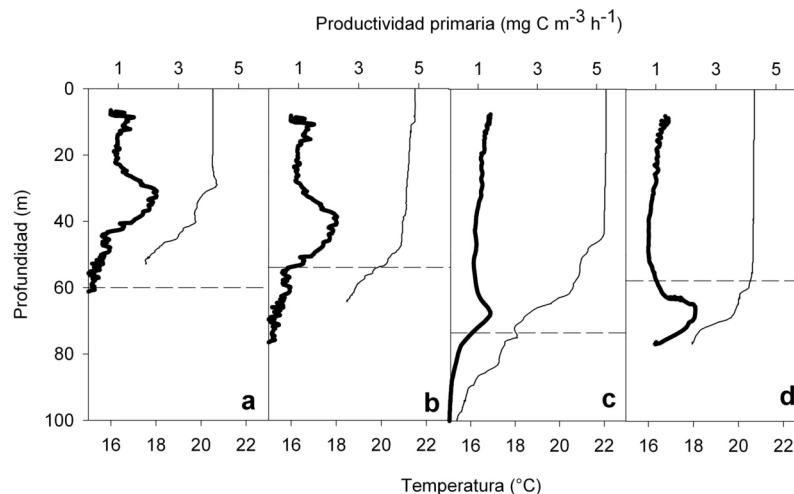 Productividad primaria (mg C m⁻³ h⁻¹)
1 3 5 1 3 5 1 3 5 1 3 5
0
20
40
60
80
100
Profundidad (m)
a b c d
16 18 20 22 16 18 20 22 16 18 20 22 16 18 20 22
Temperatura (°C)